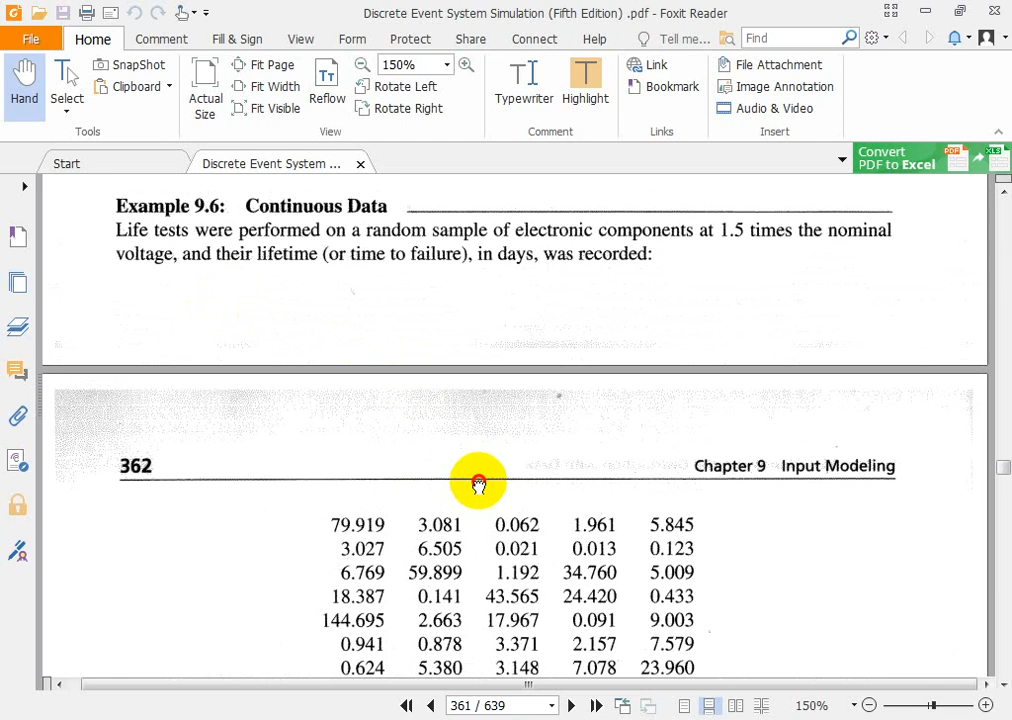 Discrete Event System Simulation (Fifth Edition) .pdf - Foxit Reader
File Home Comment Fill & Sign View Form Protect Share Connect Help Tell me... Find
Hand Select SnapShot Clipboard Actual Size Fit Page Fit Width Fit Visible Reflow 150% Rotate Left Rotate Right Typewriter Highlight Link Bookmark File Attachment Image Annotation Audio & Video
Tools View Comment Links Insert
Start Discrete Event System ... Convert PDF to Excel PDF XLS
Example 9.6: Continuous Data
Life tests were performed on a random sample of electronic components at 1.5 times the nominal
voltage, and their lifetime (or time to failure), in days, was recorded:
362 Chapter 9 Input Modeling
79.919 3.081 0.062 1.961 5.845
3.027 6.505 0.021 0.013 0.123
6.769 59.899 1.192 34.760 5.009
18.387 0.141 43.565 24.420 0.433
144.695 2.663 17.967 0.091 9.003
0.941 0.878 3.371 2.157 7.579
0.624 5.380 3.148 7.078 23.960
361 / 639 150%